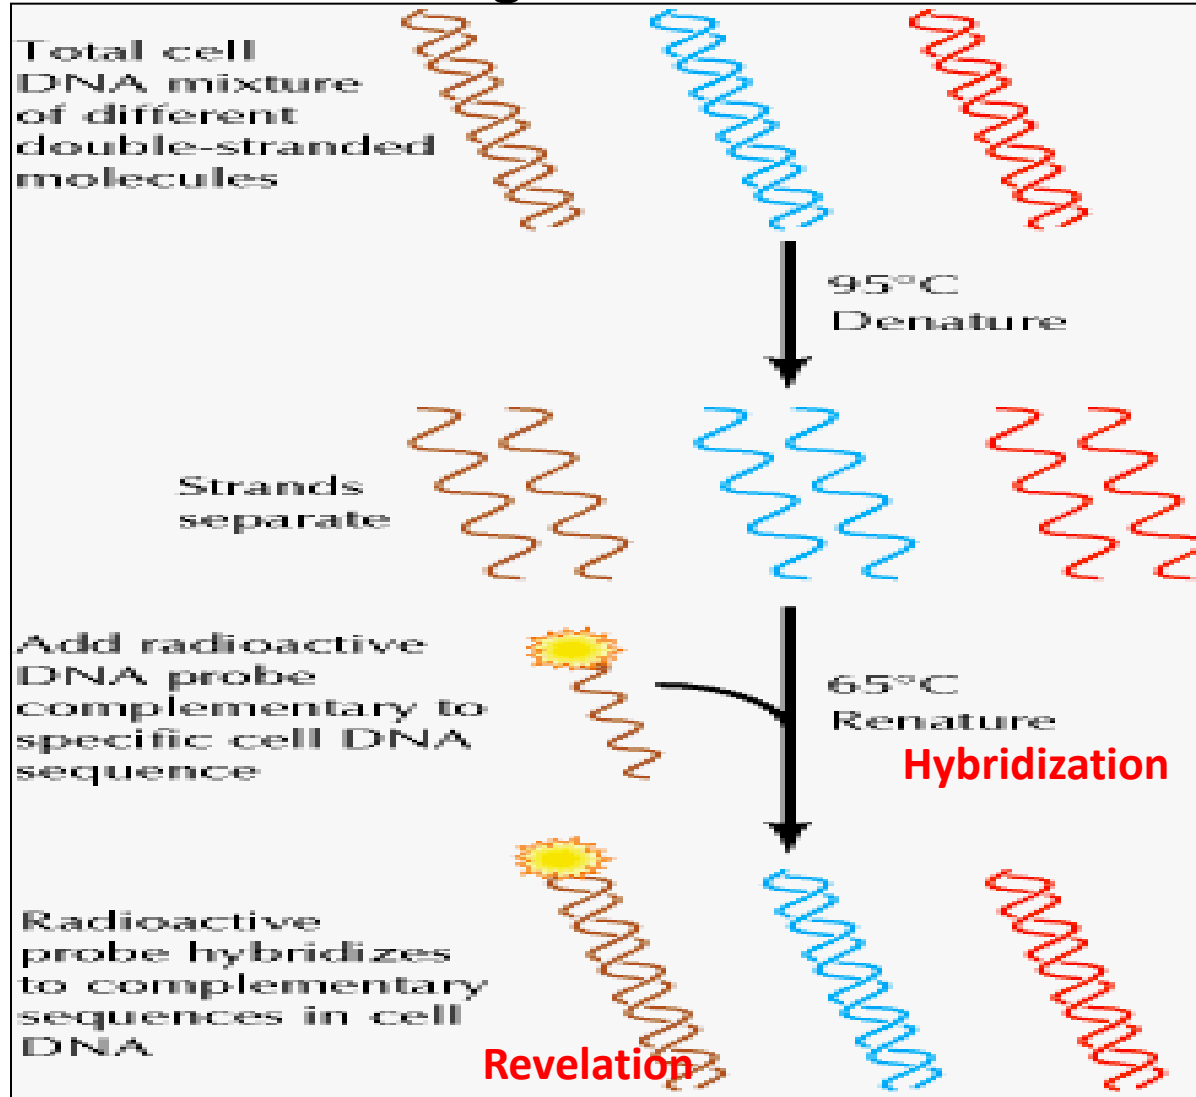 Total cell
DNA mixture
of different
double-stranded
molecules
95°C
Denature
Strands
separate
Add radioactive
DNA probe
complementary to
specific cell DNA
sequence
65°C
Renature
Hybridization
Radioactive
probe hybridizes
to complementary
sequences in cell
DNA
Revelation